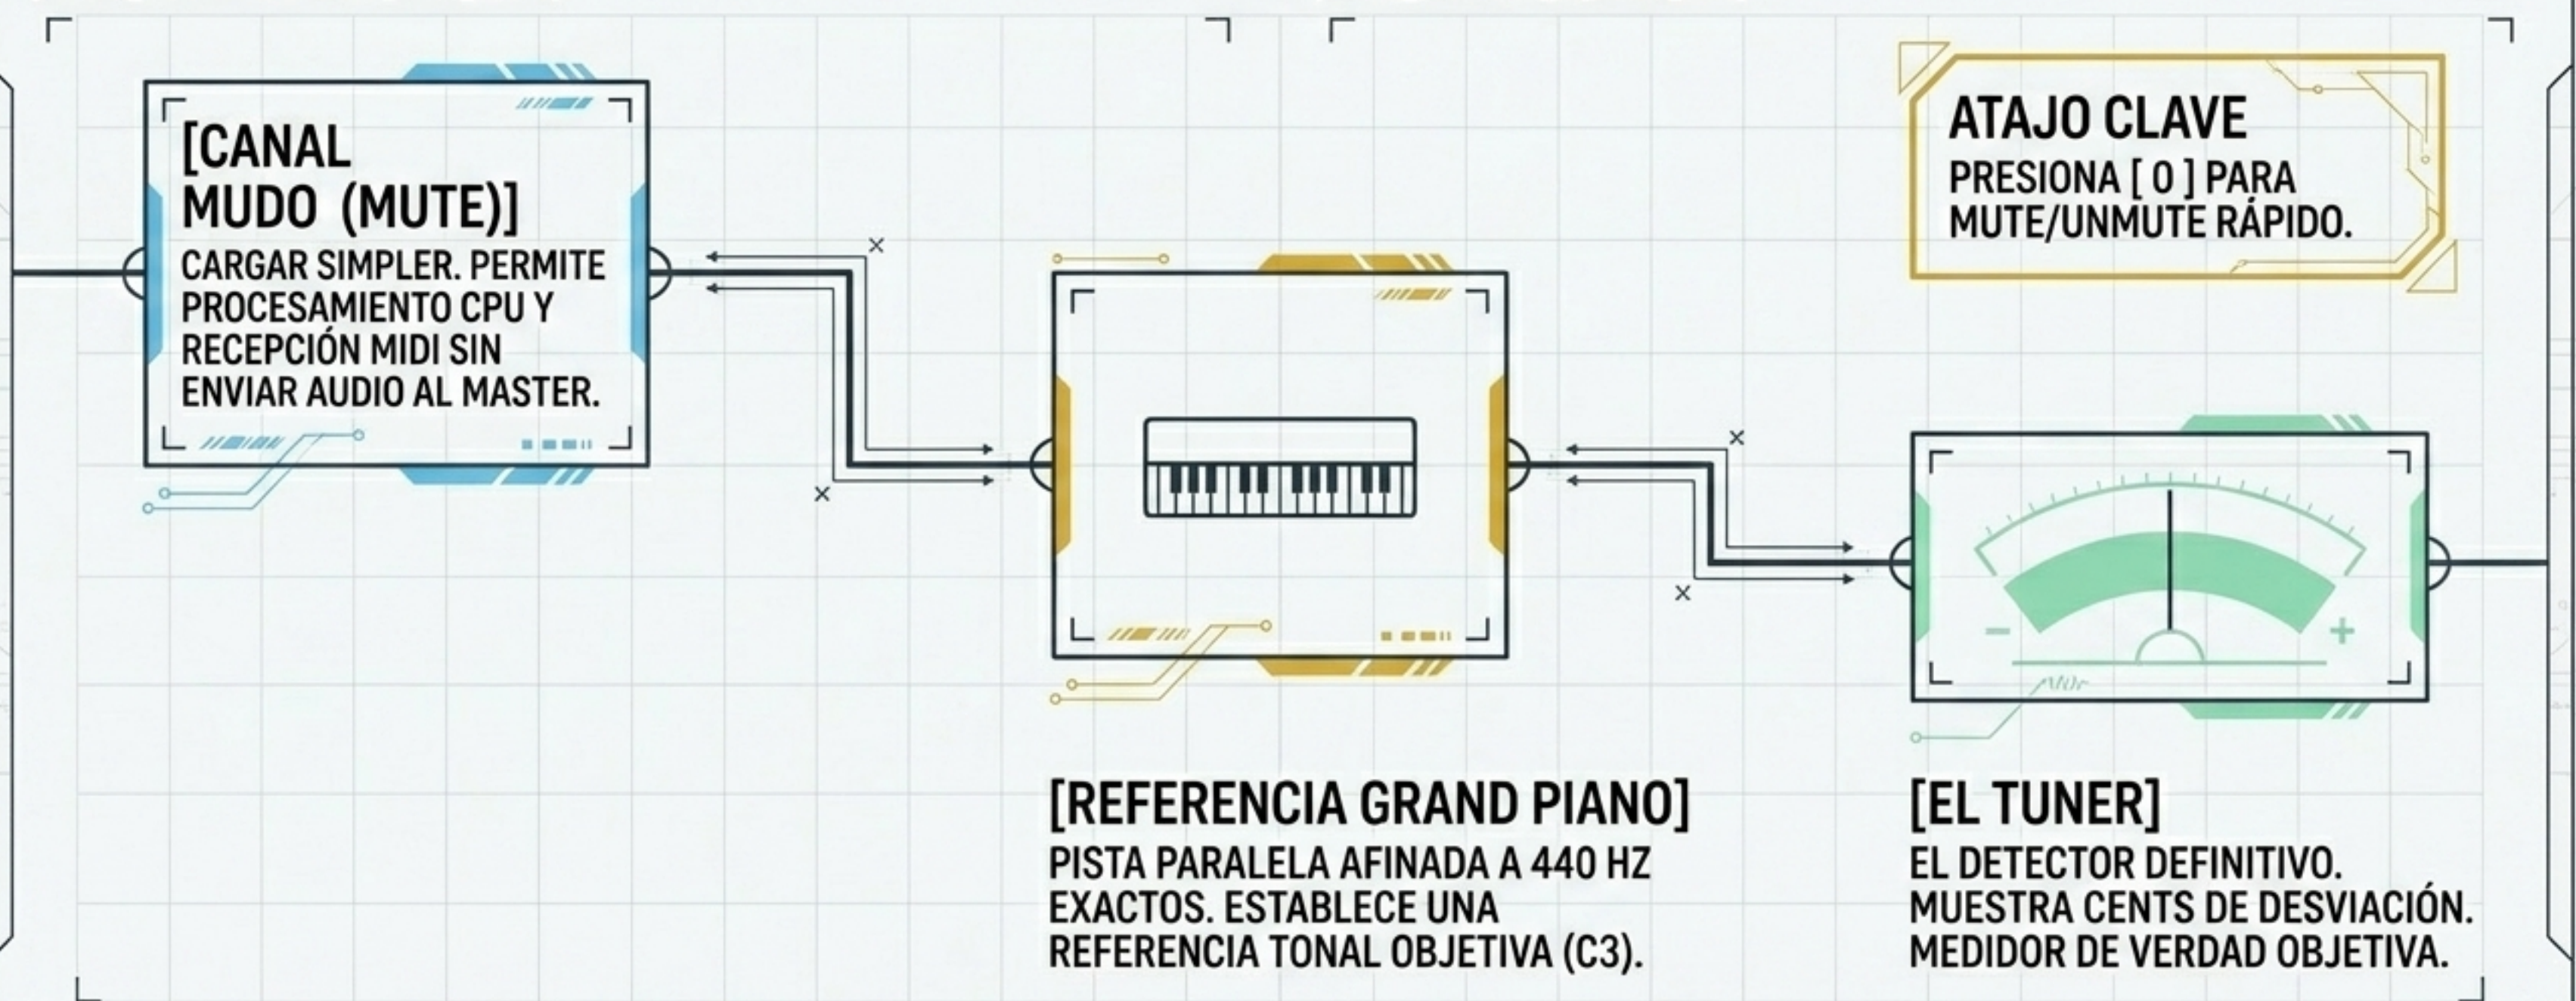 [CANAL
MUDO (MUTE)]
CARGAR SIMPLER. PERMITE
PROCESAMIENTO CPU Y
RECEPCIÓN MIDI SIN
ENVIAR AUDIO AL MASTER.
ATAJO CLAVE
PRESIONA [ 0 ] PARA
MUTE/UNMUTE RÁPIDO.
[REFERENCIA GRAND PIANO]
PISTA PARALELA AFINADA A 440 HZ
EXACTOS. ESTABLECE UNA
REFERENCIA TONAL OBJETIVA (C3).
[EL TUNER]
EL DETECTOR DEFINITIVO.
MUESTRA CENTS DE DESVIACIÓN.
MEDIDOR DE VERDAD OBJETIVA.